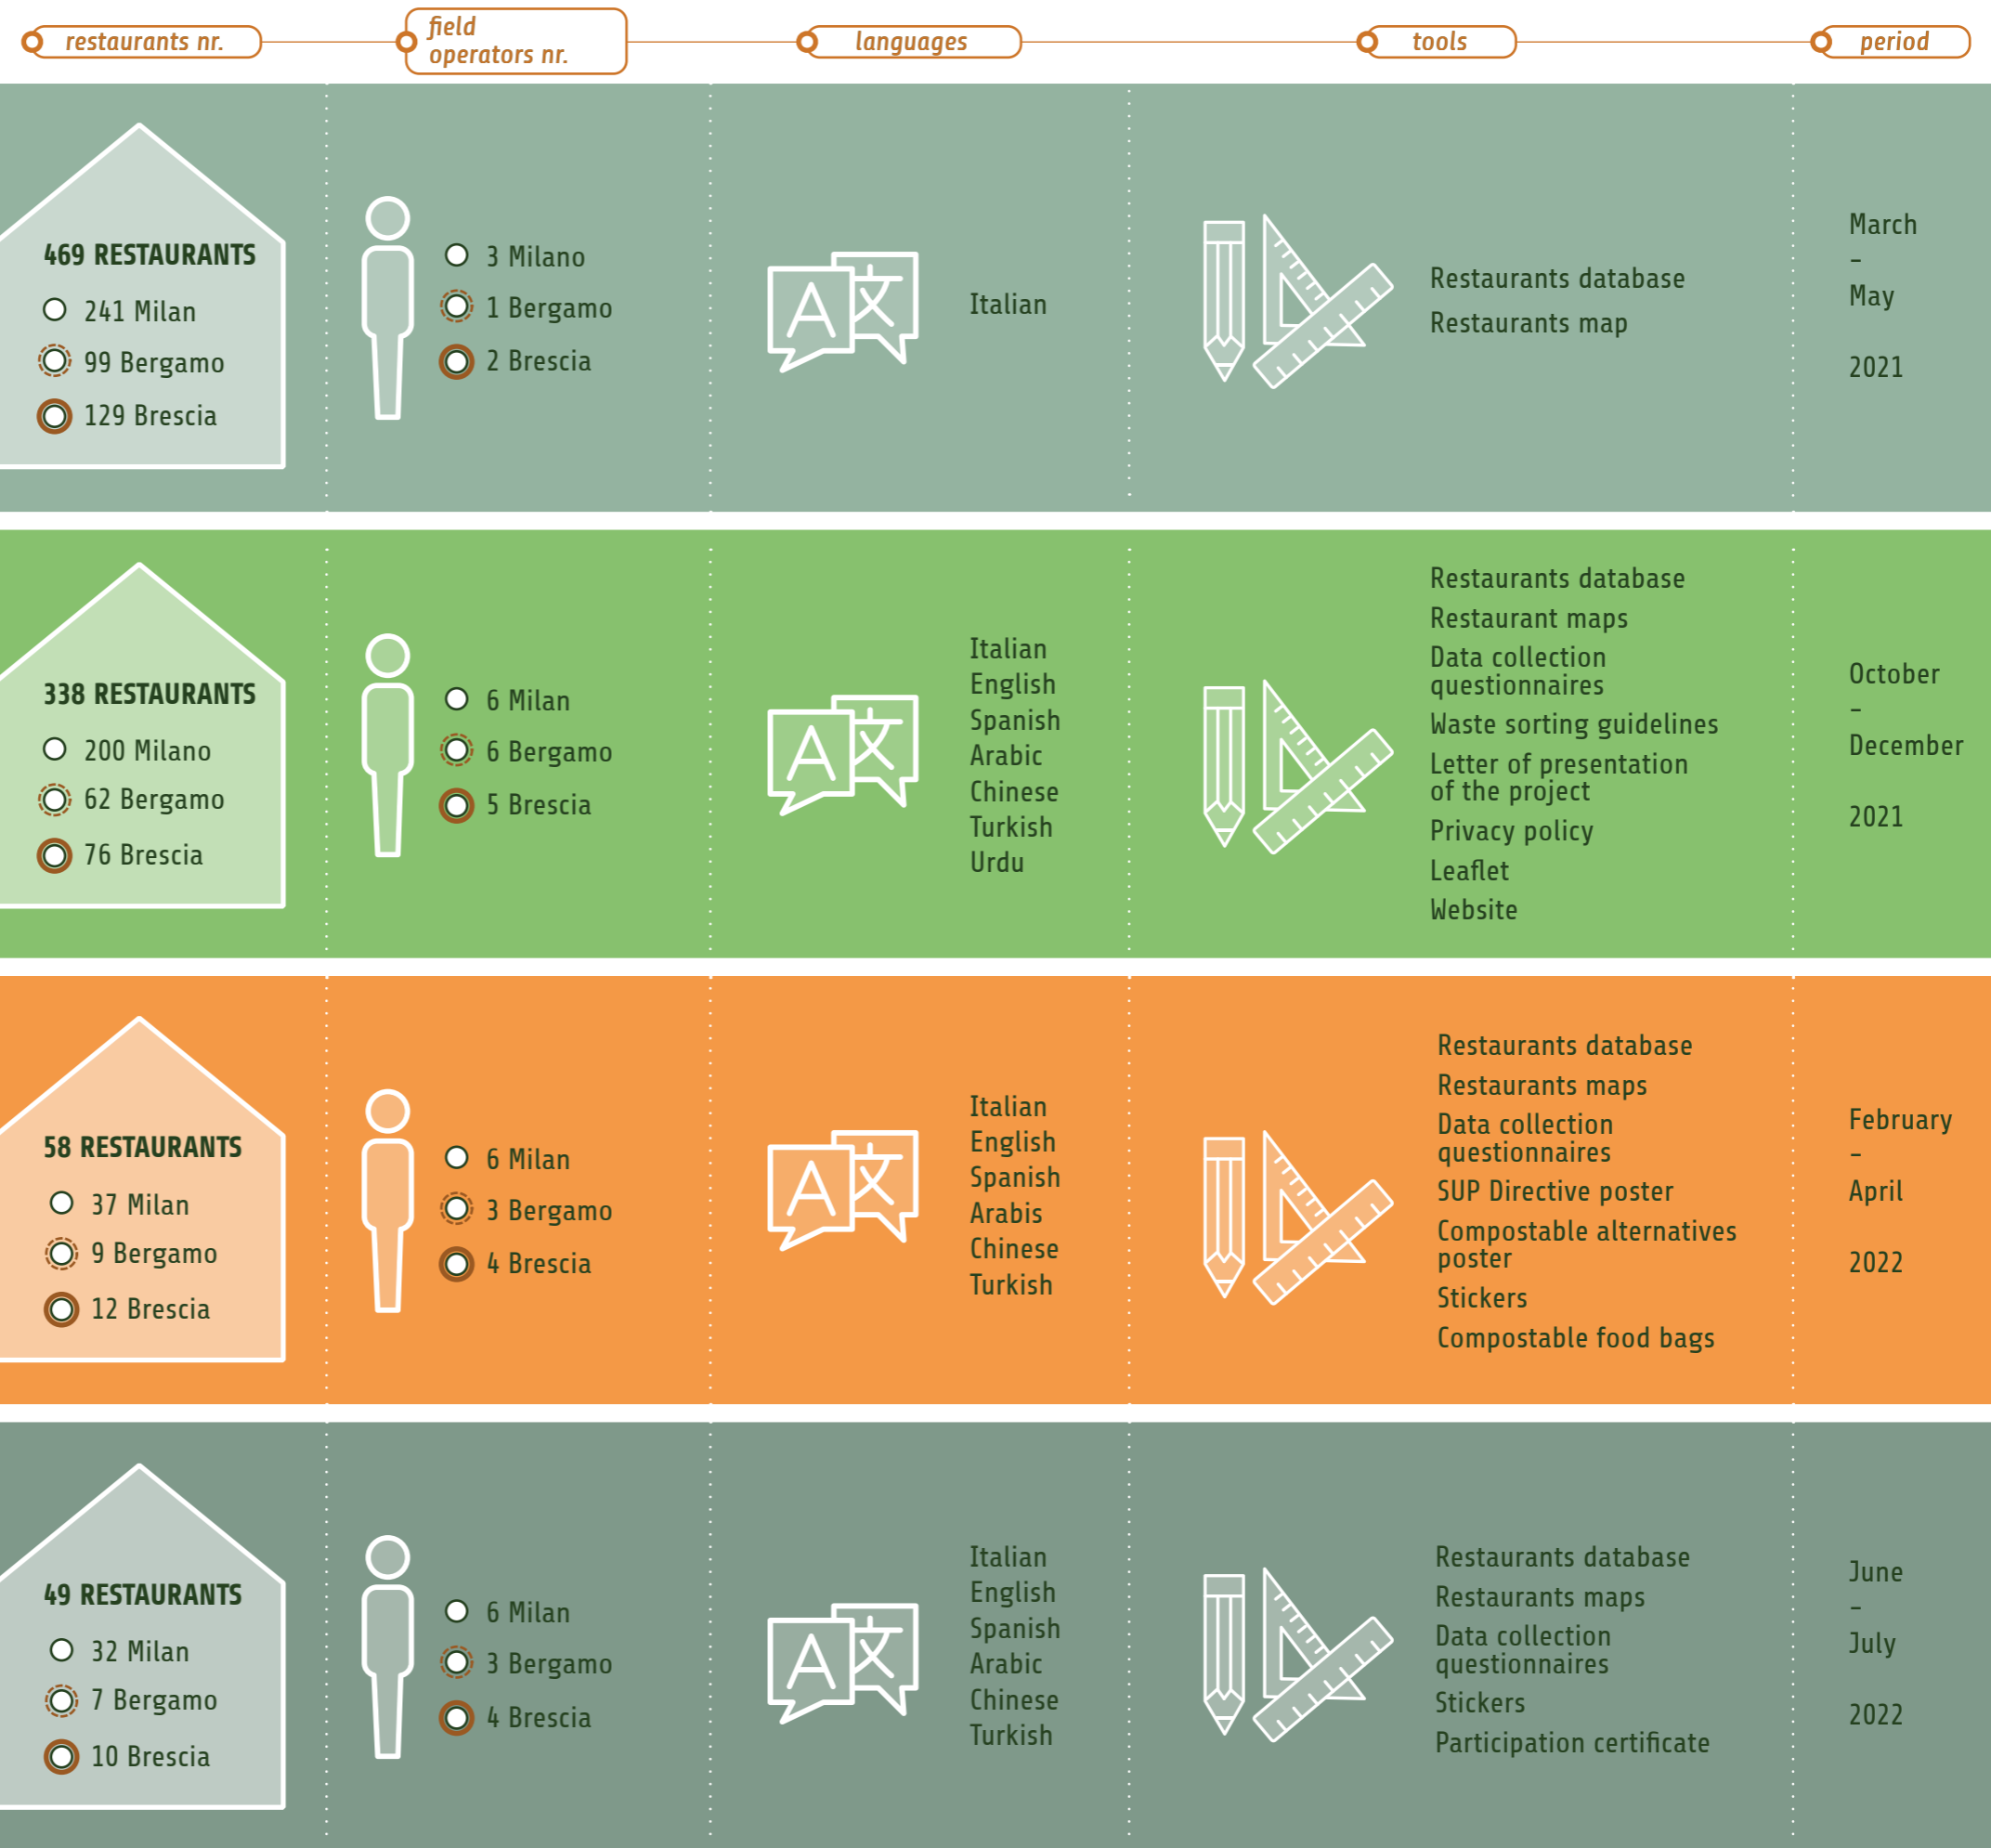 restaurants nr.
field
operators nr.
languages
tools
period
469 RESTAURANTS
241 Milan
99 Bergamo
129 Brescia
3 Milano
1 Bergamo
2 Brescia
A 文
Italian
Restaurants database
Restaurants map
March
–
May
2021
338 RESTAURANTS
200 Milano
62 Bergamo
76 Brescia
6 Milan
6 Bergamo
5 Brescia
A 文
Italian
English
Spanish
Arabic
Chinese
Turkish
Urdu
Restaurants database
Restaurant maps
Data collection
questionnaires
Waste sorting guidelines
Letter of presentation
of the project
Privacy policy
Leaflet
Website
October
–
December
2021
58 RESTAURANTS
37 Milan
9 Bergamo
12 Brescia
6 Milan
3 Bergamo
4 Brescia
A 文
Italian
English
Spanish
Arabis
Chinese
Turkish
Restaurants database
Restaurants maps
Data collection
questionnaires
SUP Directive poster
Compostable alternatives
poster
Stickers
Compostable food bags
February
–
April
2022
49 RESTAURANTS
32 Milan
7 Bergamo
10 Brescia
6 Milan
3 Bergamo
4 Brescia
A 文
Italian
English
Spanish
Arabic
Chinese
Turkish
Restaurants database
Restaurants maps
Data collection
questionnaires
Stickers
Participation certificate
June
–
July
2022